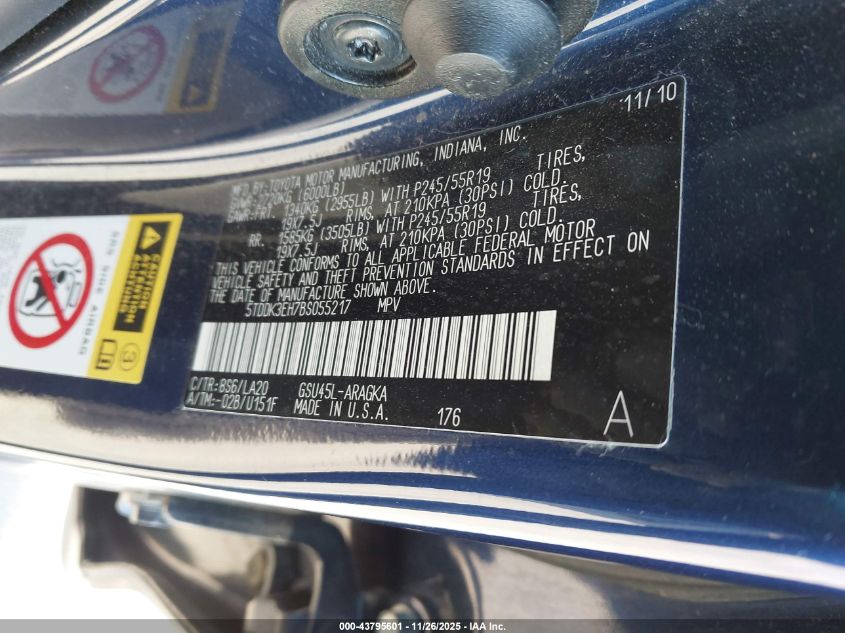 11/10
MFD.BY:TOYOTA MOTOR MANUFACTURING, INDIANA, INC.
GVWR 2720KG (6000LB)
GAWR:FRT. 1340KG (2955LB) WITH P245/55R19 TIRES,
19X7.5J RIMS, AT 210KPA (30PSI) COLD.
RR. 1585KG (3505LB) WITH P245/55R19 TIRES,
19X7.5J RIMS, AT 210KPA (30PSI) COLD.
THIS VEHICLE CONFORMS TO ALL APPLICABLE FEDERAL MOTOR
VEHICLE SAFETY AND THEFT PREVENTION STANDARDS IN EFFECT ON
THE DATE OF MANUFACTURE SHOWN ABOVE.
5TDDK3EH7BS055217 MPV
C/TR:8S6/LA20 GSU45L-ARAGKA
A/TM:-02B/U151F MADE IN U.S.A. 176 A
CAUTION
ATTENTION
SRS SIDE AIRBAG
3
000-43795601 - 11/26/2025 - IAA Inc.